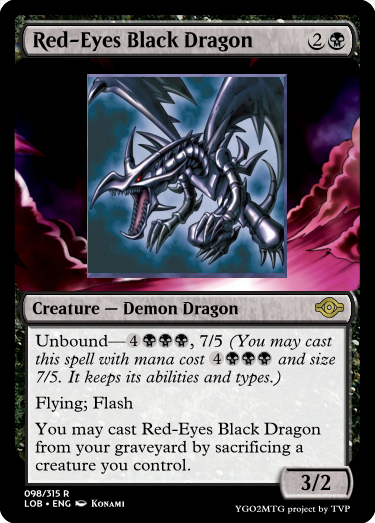 Red-Eyes Black Dragon 2
Creature — Demon Dragon
Unbound—4, 7/5 (You may cast
this spell with mana cost 4 and size
7/5. It keeps its abilities and types.)
Flying; Flash
You may cast Red-Eyes Black Dragon
from your graveyard by sacrificing a
creature you control.
3/2
098/315 R
LOB • ENG Konami
YGO2MTG project by TVP